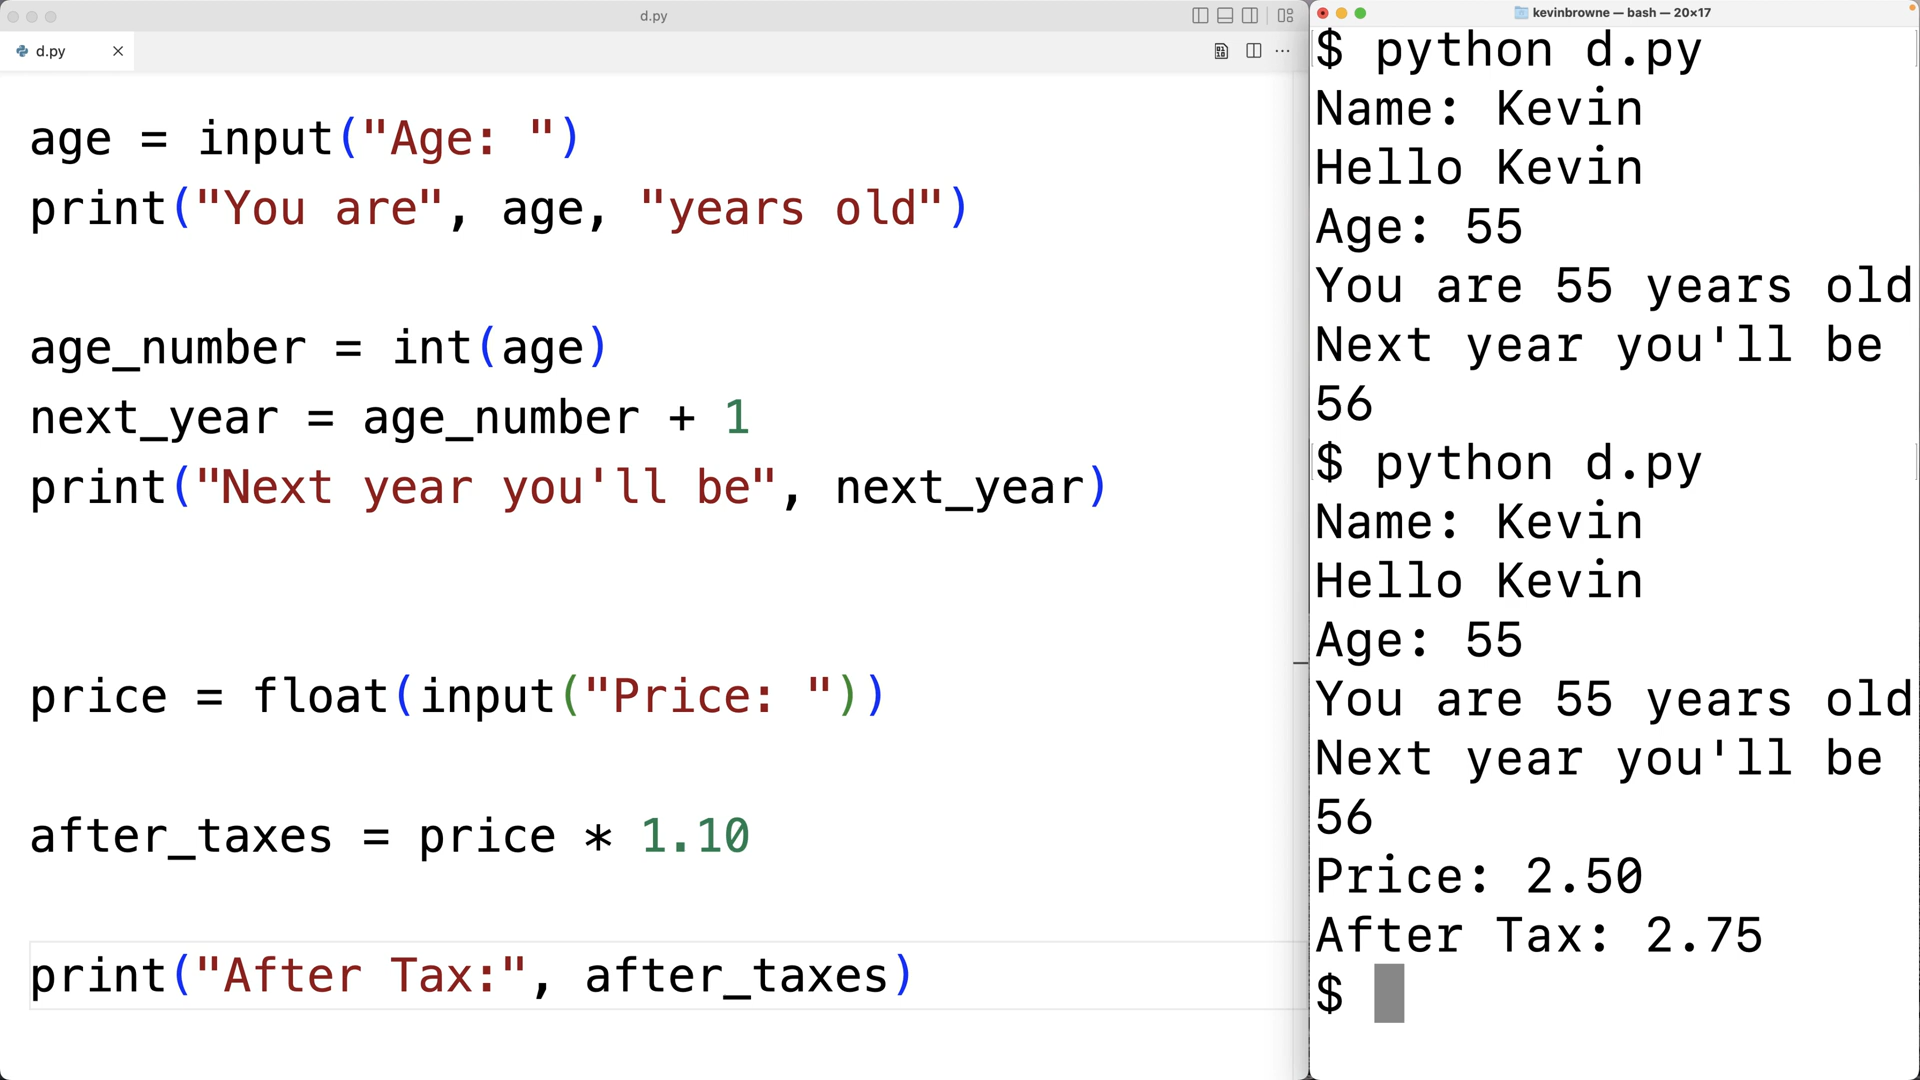 d.py
d.py
age = input("Age: ")
print("You are", age, "years old")
age_number = int(age)
next_year = age_number + 1
print("Next year you'll be", next_year)
price = float(input("Price: "))
after_taxes = price * 1.10
print("After Tax:", after_taxes)
kevinbrowne — bash — 20×17
$ python d.py
Name: Kevin
Hello Kevin
Age: 55
You are 55 years old
Next year you'll be
56
$ python d.py
Name: Kevin
Hello Kevin
Age: 55
You are 55 years old
Next year you'll be
56
Price: 2.50
After Tax: 2.75
$